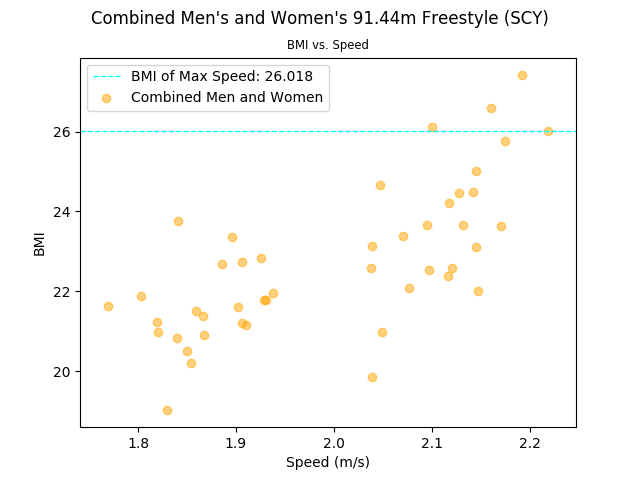 Combined Men's and Women's 91.44m Freestyle (SCY)
BMI vs. Speed
BMI of Max Speed: 26.018
Combined Men and Women
BMI
26
24
22
20
1.8 1.9 2.0 2.1 2.2
Speed (m/s)